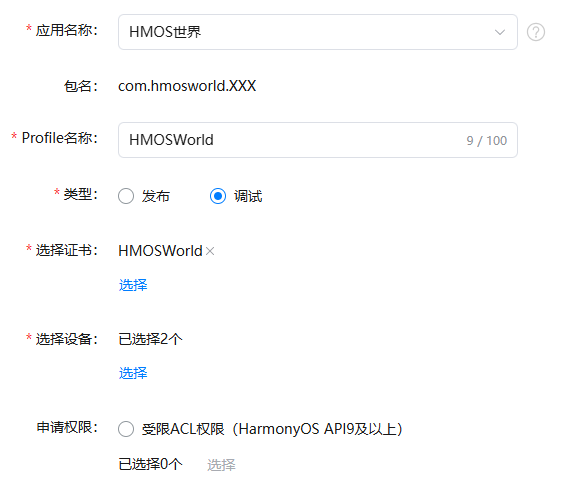 * 应用名称： HMOS世界
包名： com.hmosworld.XXX
* Profile名称： HMOSWorld 9 / 100
* 类型： 发布 调试
* 选择证书： HMOSWorld ×
选择
* 选择设备： 已选择2个
选择
申请权限： 受限ACL权限（HarmonyOS API9及以上）
已选择0个 选择